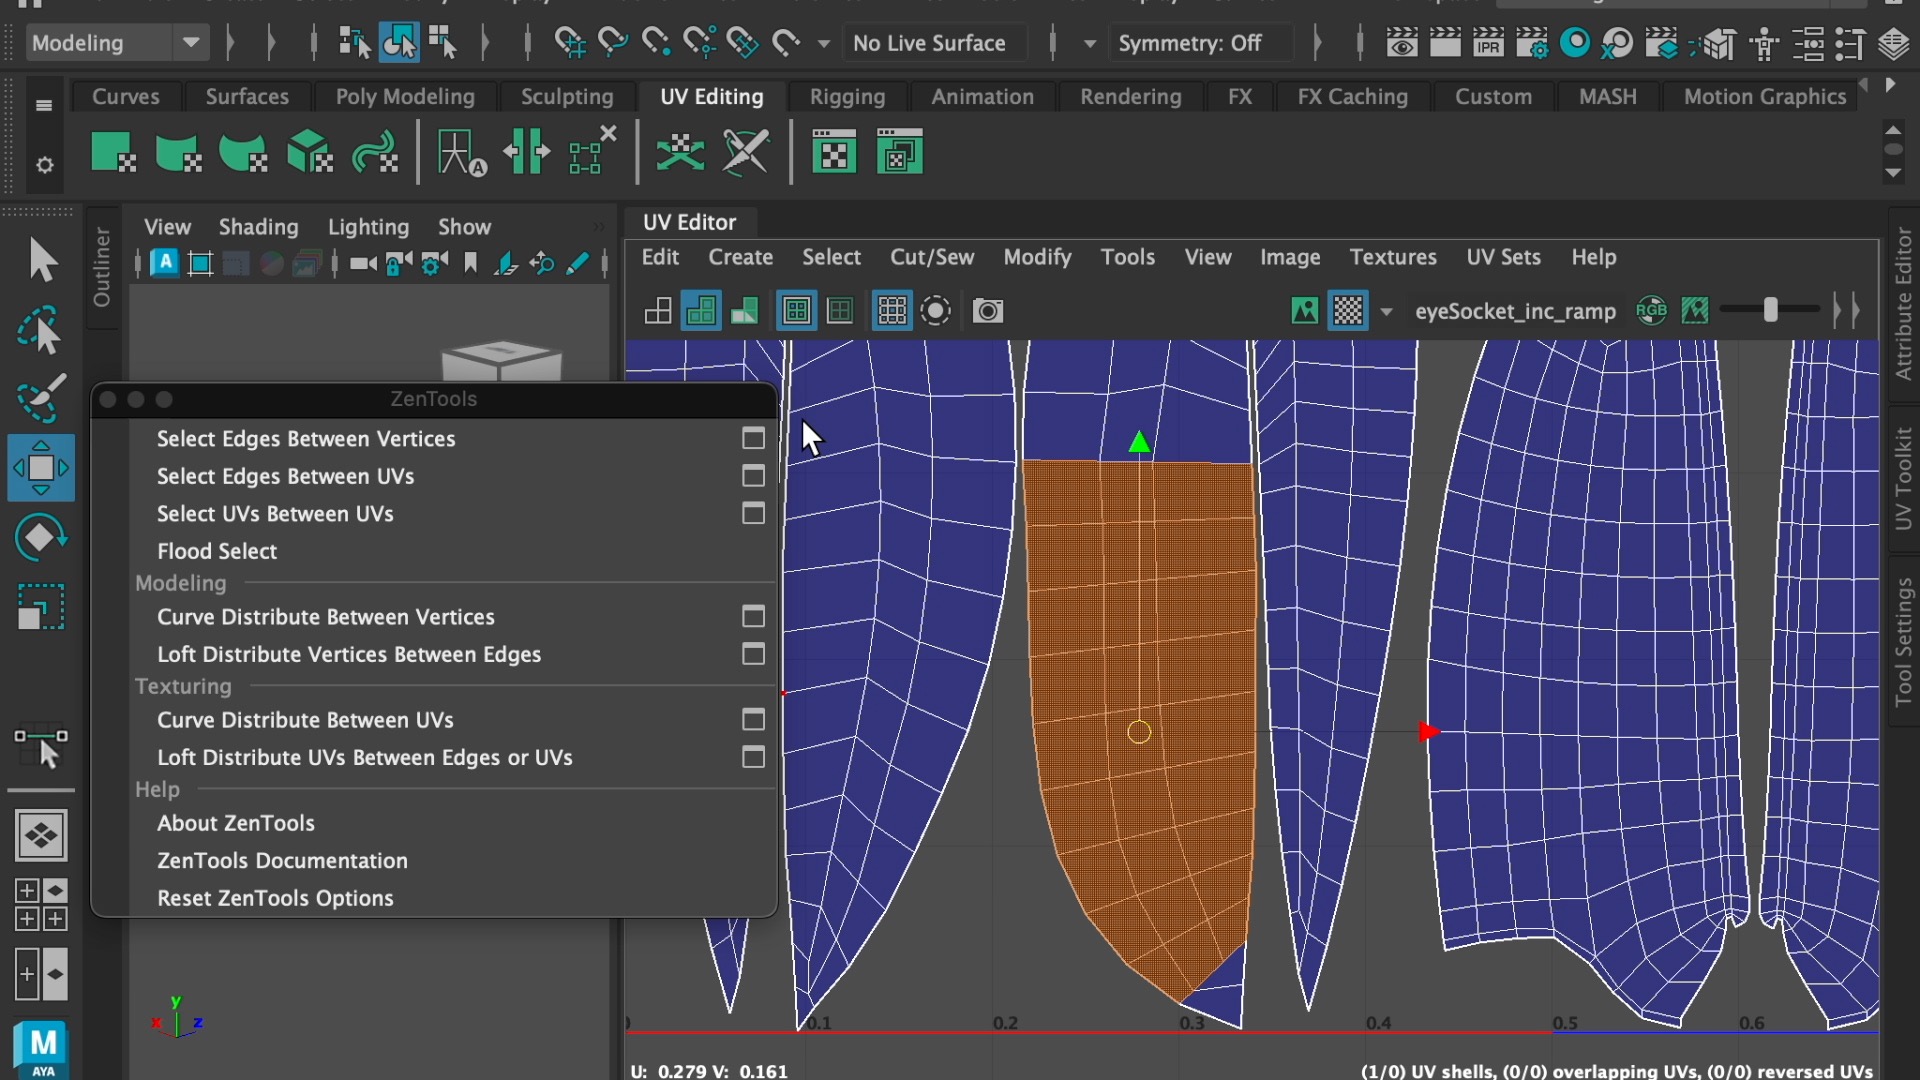 Modeling
No Live Surface
Symmetry: Off
IPR
Curves
Surfaces
Poly Modeling
Sculpting
UV Editing
Rigging
Animation
Rendering
FX
FX Caching
Custom
MASH
Motion Graphics
Outliner
View
Shading
Lighting
Show
UV Editor
Edit
Create
Select
Cut/Sew
Modify
Tools
View
Image
Textures
UV Sets
Help
eyeSocket_inc_ramp
RGB
Attribute Editor
UV Toolkit
Tool Settings
ZenTools
Select Edges Between Vertices
Select Edges Between UVs
Select UVs Between UVs
Flood Select
Modeling
Curve Distribute Between Vertices
Loft Distribute Vertices Between Edges
Texturing
Curve Distribute Between UVs
Loft Distribute UVs Between Edges or UVs
Help
About ZenTools
ZenTools Documentation
Reset ZenTools Options
y
x
z
0.1
0.2
0.3
0.4
0.5
0.6
M
AYA
U: 0.279 V: 0.161
(1/0) UV shells, (0/0) overlapping UVs, (0/0) reversed UVs